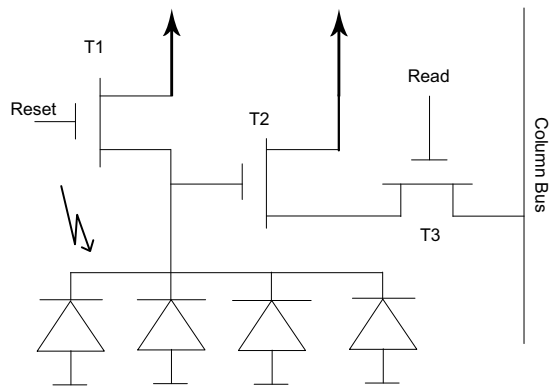 T1
Reset
T2
Read
T3
Column Bus